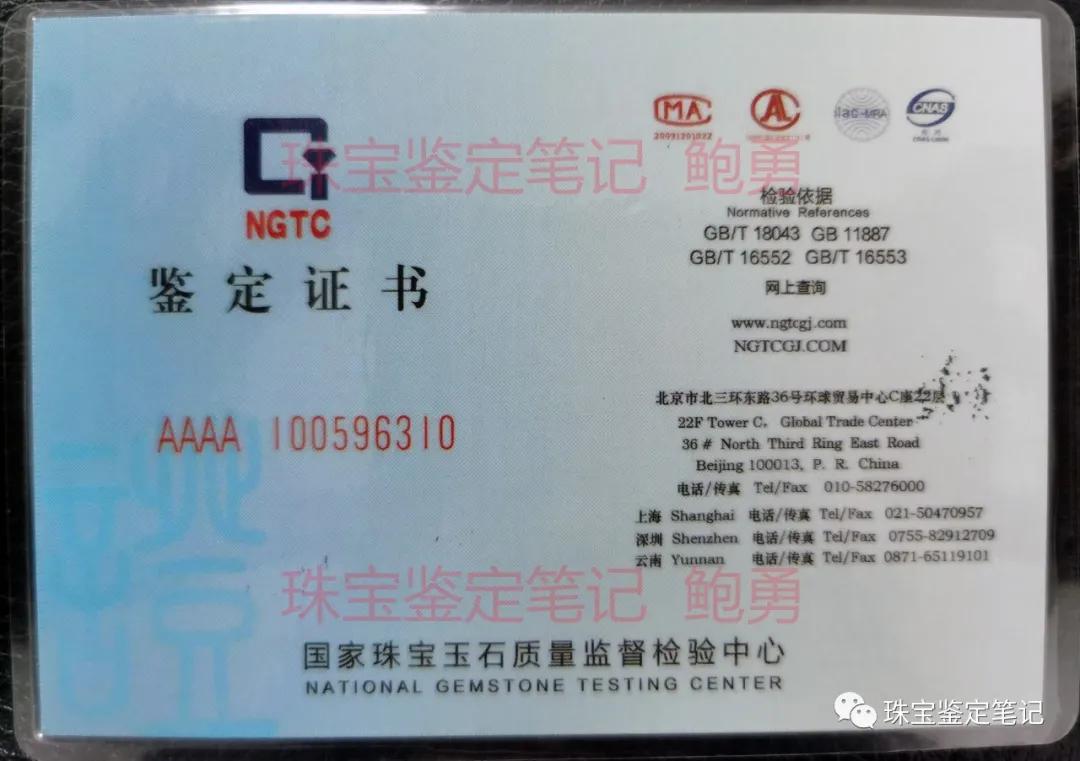 NGTC
鉴定证书
AAAA 100596310
MA
20091201022
ilac-MRA
CNAS
检验依据
Normative References
GB/T 18043 GB 11887
GB/T 16552 GB/T 16553
网上查询
www.ngtcgj.com
NGTCGJ.COM
北京市北三环东路36号环球贸易中心C座22层
22F Tower C, Global Trade Center
36 # North Third Ring East Road
Beijing 100013, P. R. China
电话/传真 Tel/Fax 010-58276000
上海 Shanghai 电话/传真 Tel/Fax 021-50470957
深圳 Shenzhen 电话/传真 Tel/Fax 0755-82912709
云南 Yunnan 电话/传真 Tel/Fax 0871-65119101
国家珠宝玉石质量监督检验中心
NATIONAL GEMSTONE TESTING CENTER
珠宝鉴定笔记 鲍勇
珠宝鉴定笔记 鲍勇
珠宝鉴定笔记